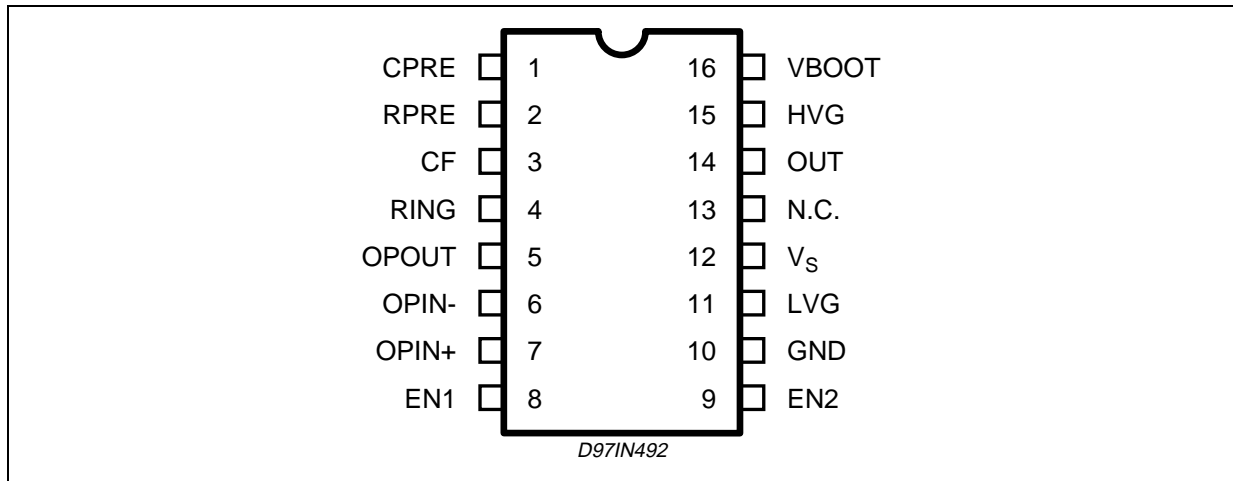 CPRE 1 16 VBOOT
RPRE 2 15 HVG
CF 3 14 OUT
RING 4 13 N.C.
OPOUT 5 12 VS
OPIN- 6 11 LVG
OPIN+ 7 10 GND
EN1 8 9 EN2
D97IN492